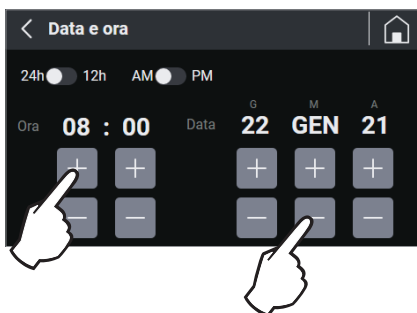 Data e ora
24h 12h AM PM
G M A
Ora 08 : 00 Data 22 GEN 21
+ + + + +
− − − − −